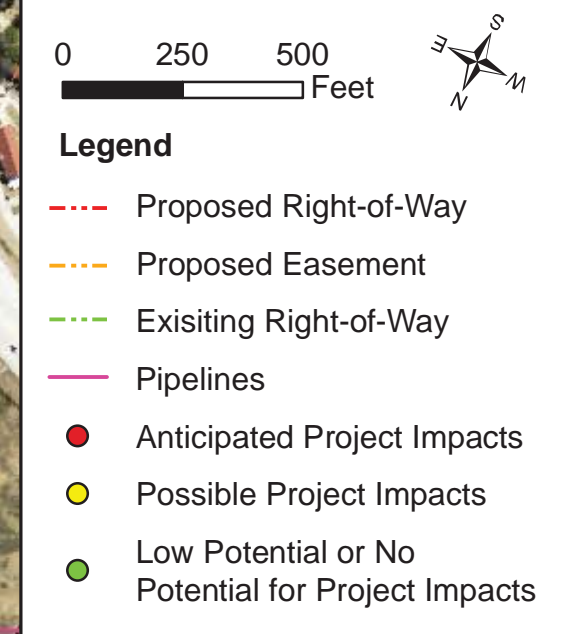 0 250 500
Feet
S
E
W
N
Legend
Proposed Right-of-Way
Proposed Easement
Exisiting Right-of-Way
Pipelines
Anticipated Project Impacts
Possible Project Impacts
Low Potential or No
Potential for Project Impacts